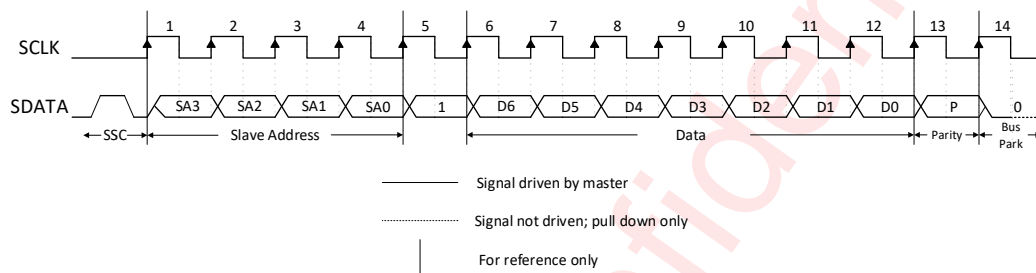 1 2 3 4 5 6 7 8 9 10 11 12 13 14
SCLK
SDATA SA3 SA2 SA1 SA0 1 D6 D5 D4 D3 D2 D1 D0 P 0
SSC Slave Address Data Parity Bus
Park
Signal driven by master
Signal not driven; pull down only
For reference only